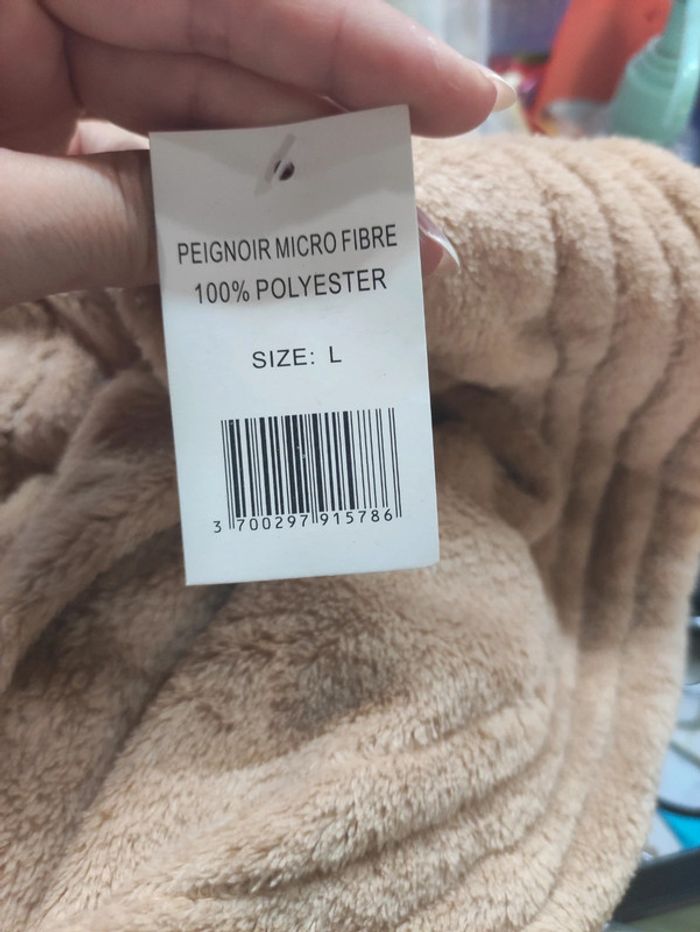 PEIGNOIR MICRO FIBRE
100% POLYESTER
SIZE: L
3 700297 915786